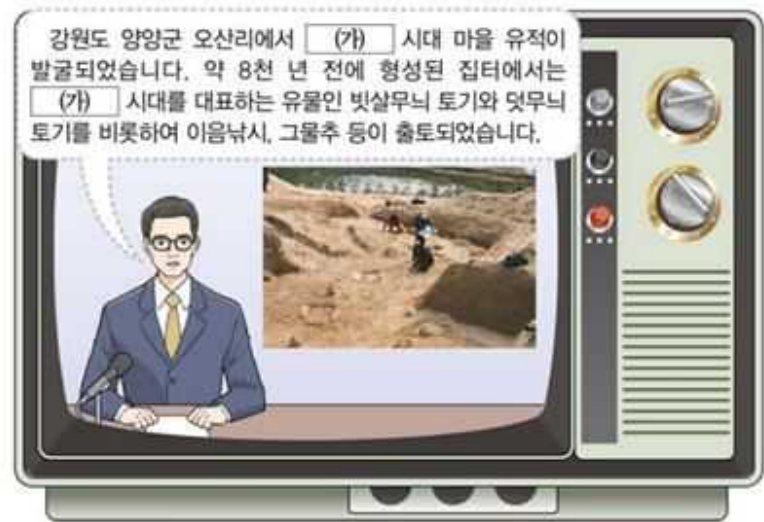 강원도 양양군 오산리에서 (가) 시대 마을 유적이
발굴되었습니다. 약 8천 년 전에 형성된 집터에서는
(가) 시대를 대표하는 유물인 빗살무늬 토기와 덧무늬
토기를 비롯하여 이음낚시, 그물추 등이 출토되었습니다.